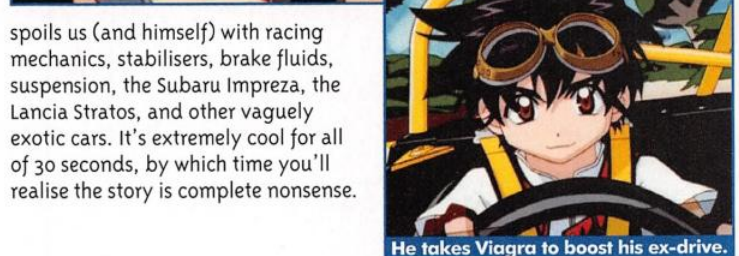 spoils us (and himself) with racing
mechanics, stabilisers, brake fluids,
suspension, the Subaru Impreza, the
Lancia Stratos, and other vaguely
exotic cars. It's extremely cool for all
of 30 seconds, by which time you'll
realise the story is complete nonsense.
He takes Viagra to boost his ex-drive.